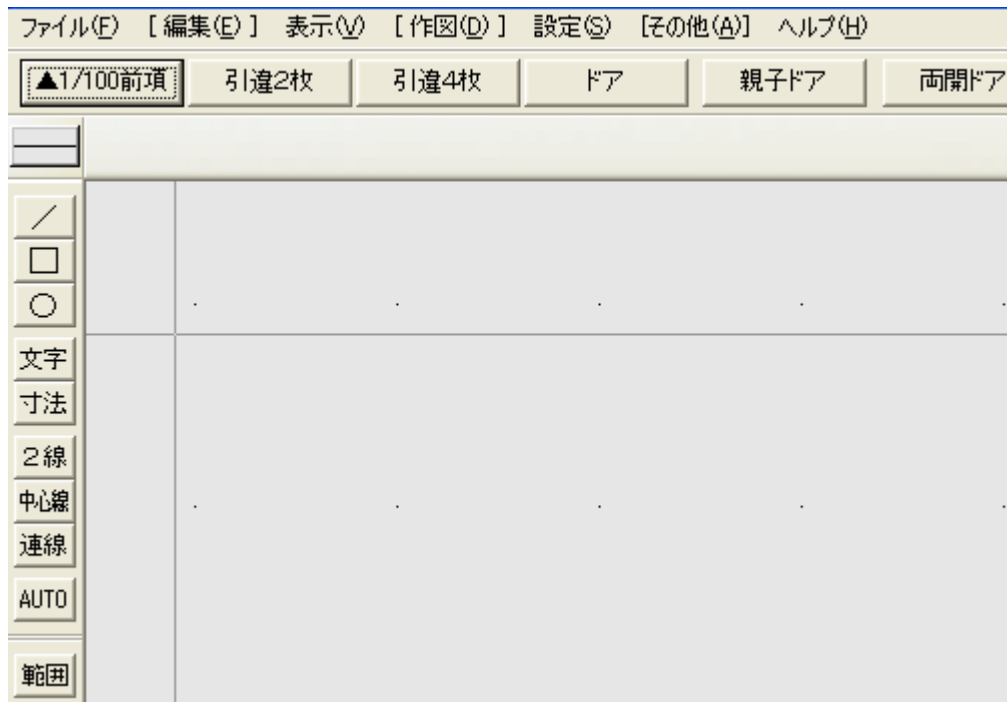 ファイル(F) [編集(E)] 表示(V) [作図(D)] 設定(S) [その他(A)] ヘルプ(H)
▲1/100前項 引違2枚 引違4枚 ドア 親子ドア 両開ドア
文字
寸法
２線
中心線
連線
AUTO
範囲